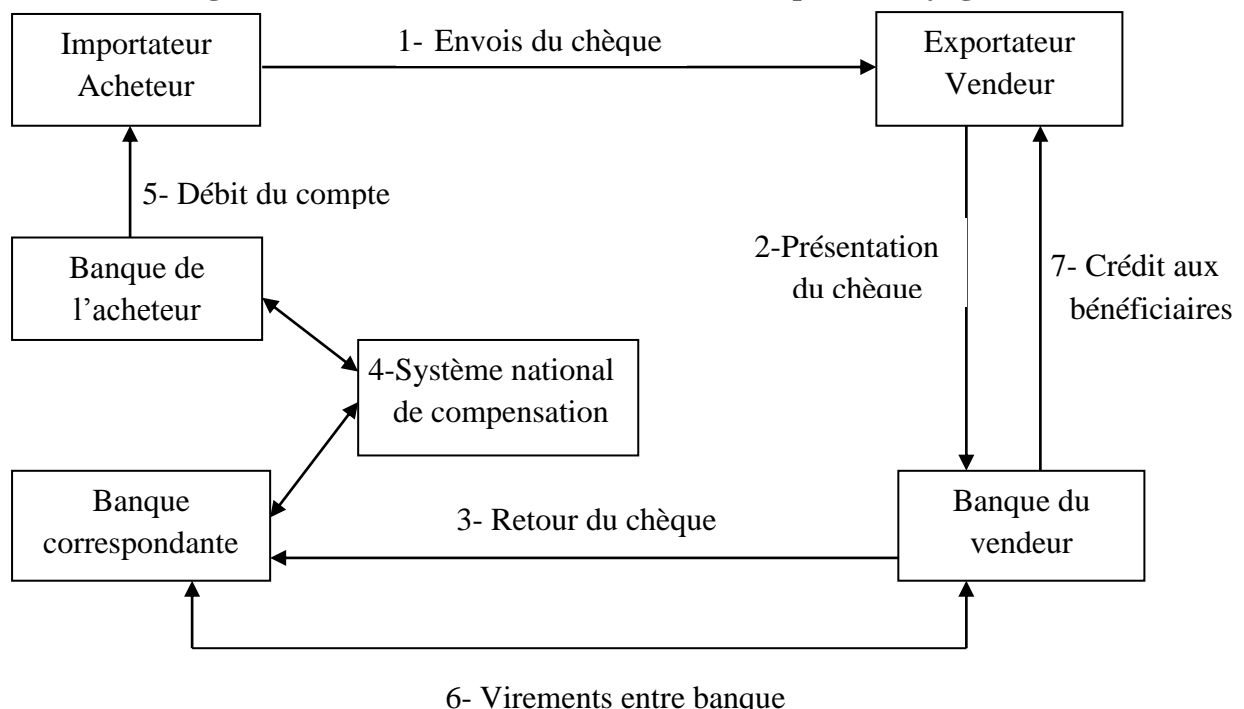 Importateur
Acheteur
1- Envois du chèque
Exportateur
Vendeur
5- Débit du compte
2-Présentation
du chèque
7- Crédit aux
bénéficiaires
Banque de
l’acheteur
4-Système national
de compensation
Banque
correspondante
3- Retour du chèque
Banque du
vendeur
6- Virements entre banque